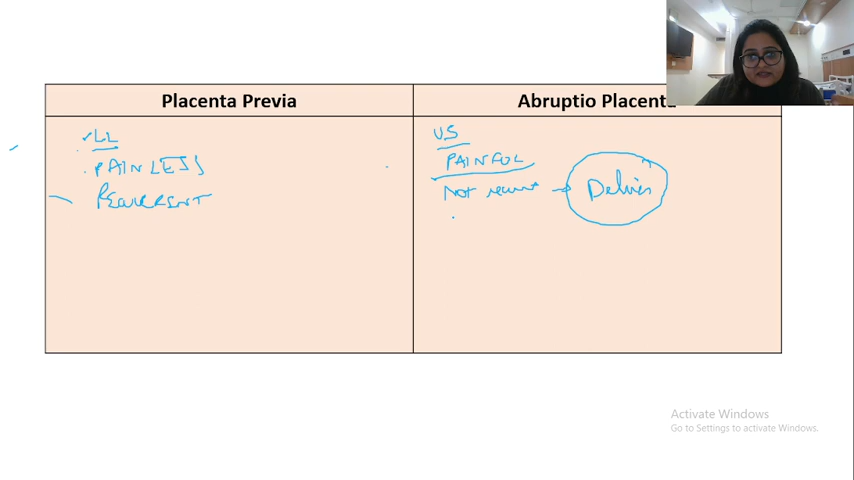 Placenta Previa
Abruptio Placenta
LL
PAINLESS
RECURRENT
US
PAINFUL
Not recurrent → Deliver
Activate Windows
Go to Settings to activate Windows.